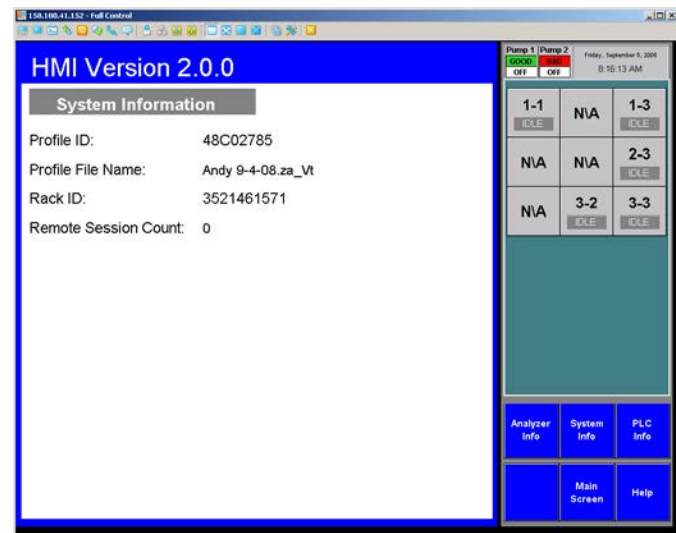 158.100.41.152 - Full Control
HMI Version 2.0.0
System Information
Profile ID: 48C02785
Profile File Name: Andy 9-4-08.za_Vt
Rack ID: 3521461571
Remote Session Count: 0
Pump 1 Pump 2
GOOD BAD
OFF OFF
Friday, September 5, 2008
8:16:13 AM
1-1 N\A 1-3
IDLE IDLE
N\A N\A 2-3
IDLE
N\A 3-2 3-3
IDLE IDLE
Analyzer Info
System Info
PLC Info
Main Screen
Help